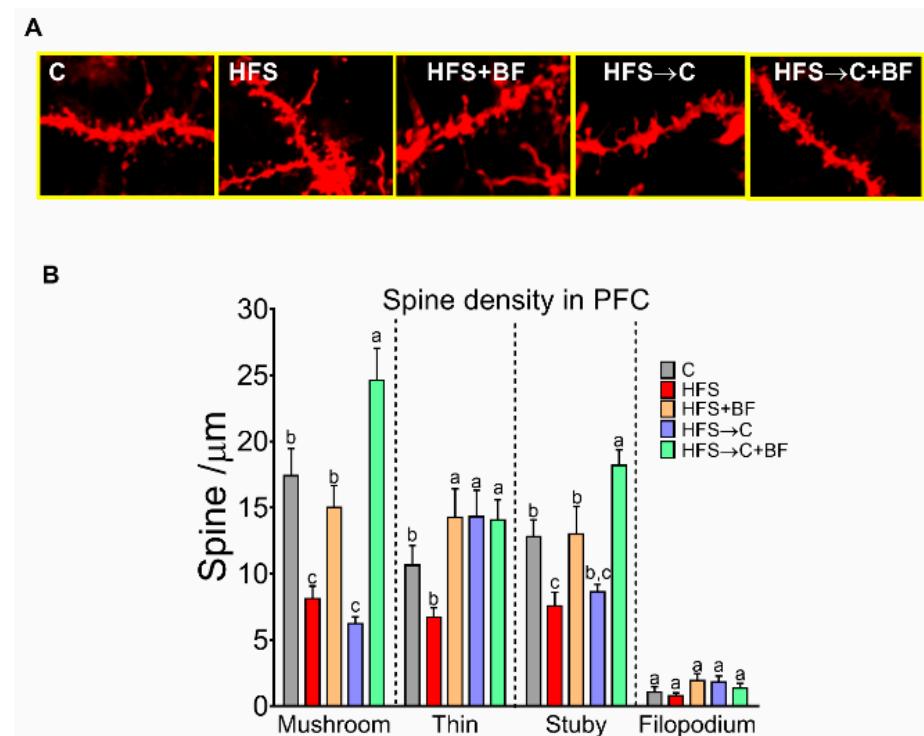 A
C HFS HFS+BF HFS→C HFS→C+BF
B
Spine density in PFC
Spine /μm
30
25
20
15
10
5
0
b c b c a
b b a a a
b c b b,c a
a a a a a
C
HFS
HFS+BF
HFS→C
HFS→C+BF
Mushroom Thin Stuby Filopodium